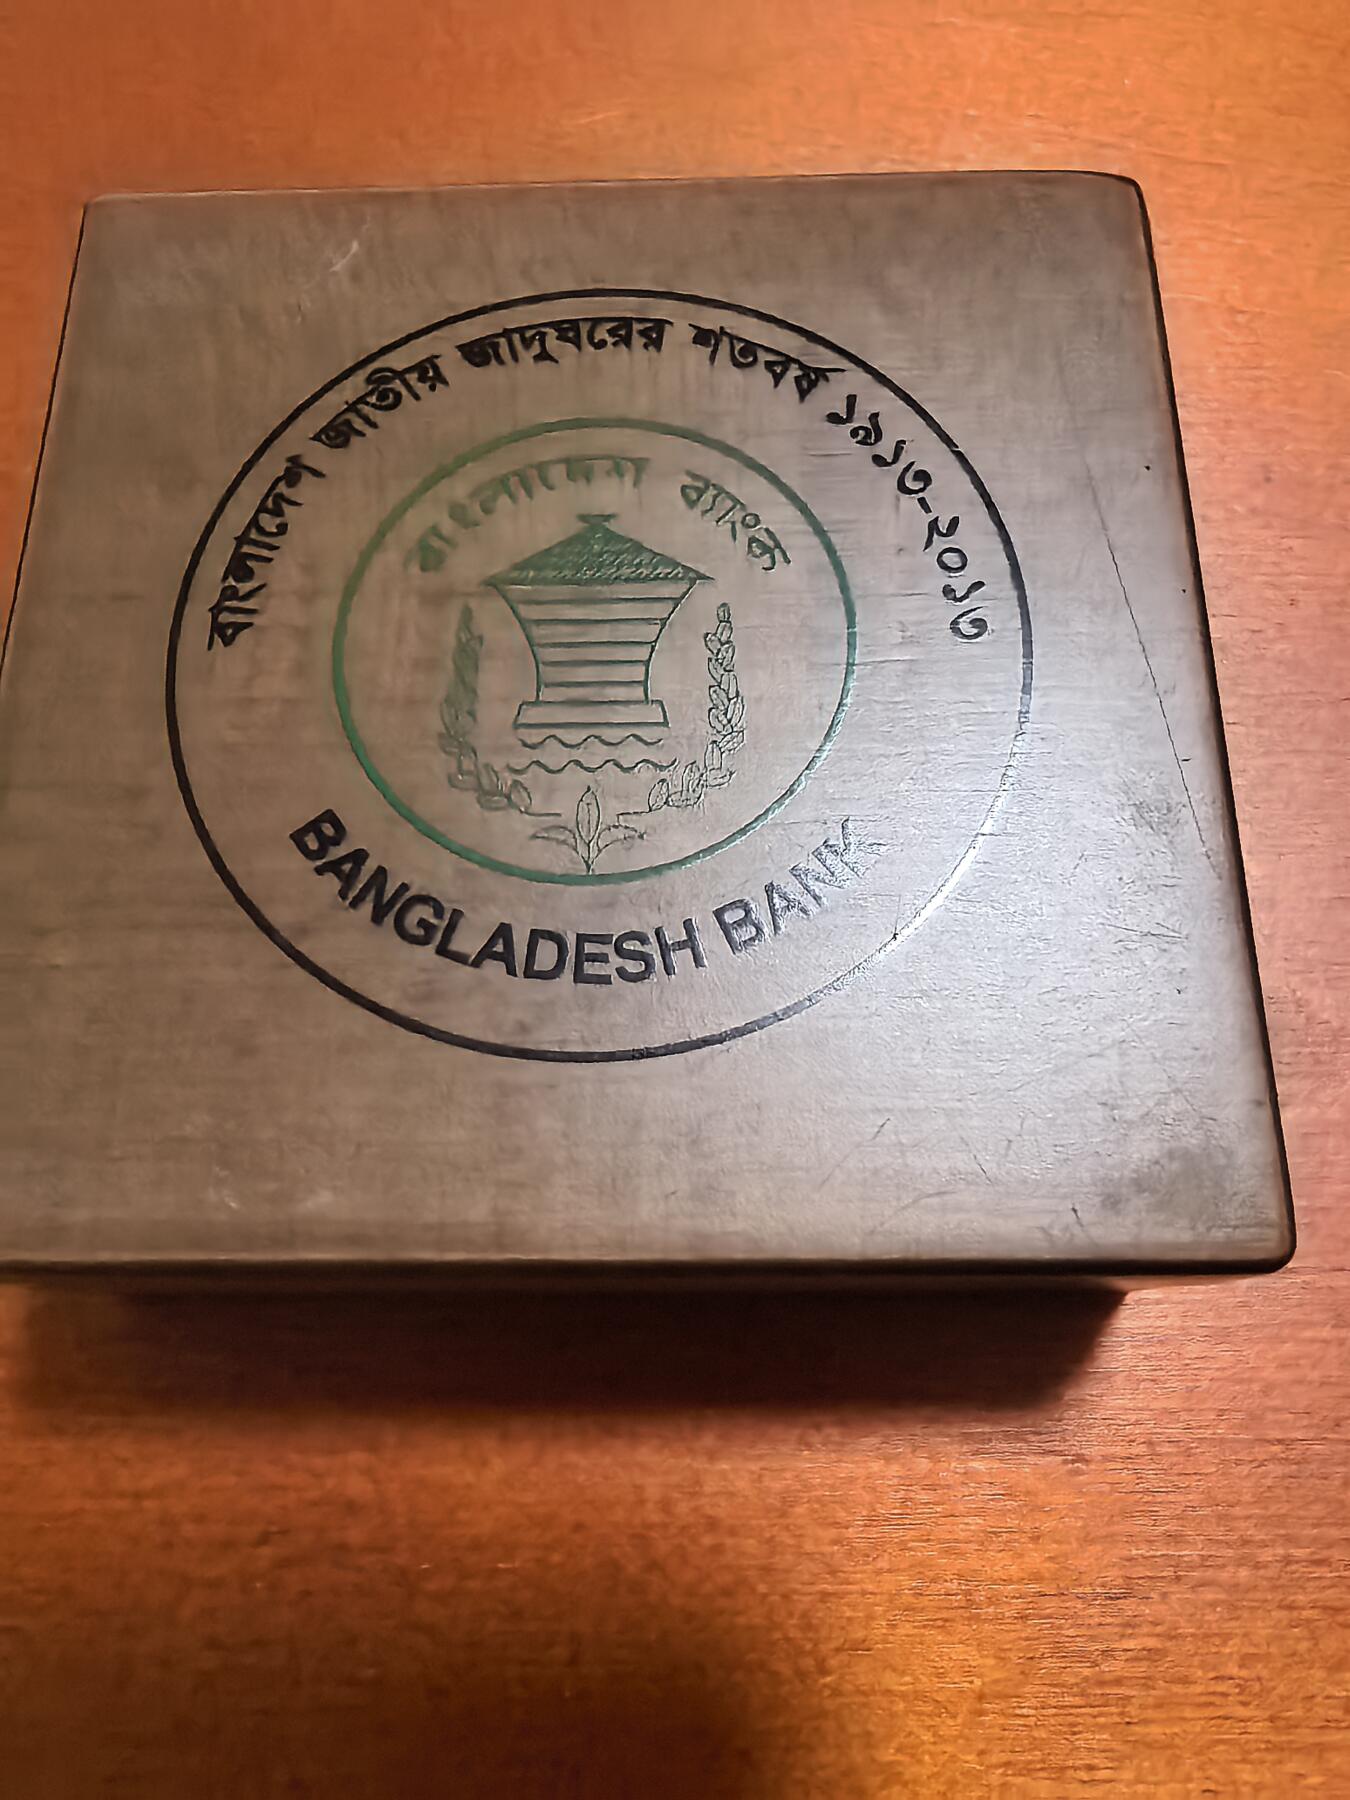 বাংলাদেশ জাতীয় জাদুঘরের শতবর্ষ ১৯১৩-২০১৩
বাংলাদেশ ব্যাংক
BANGLADESH BANK